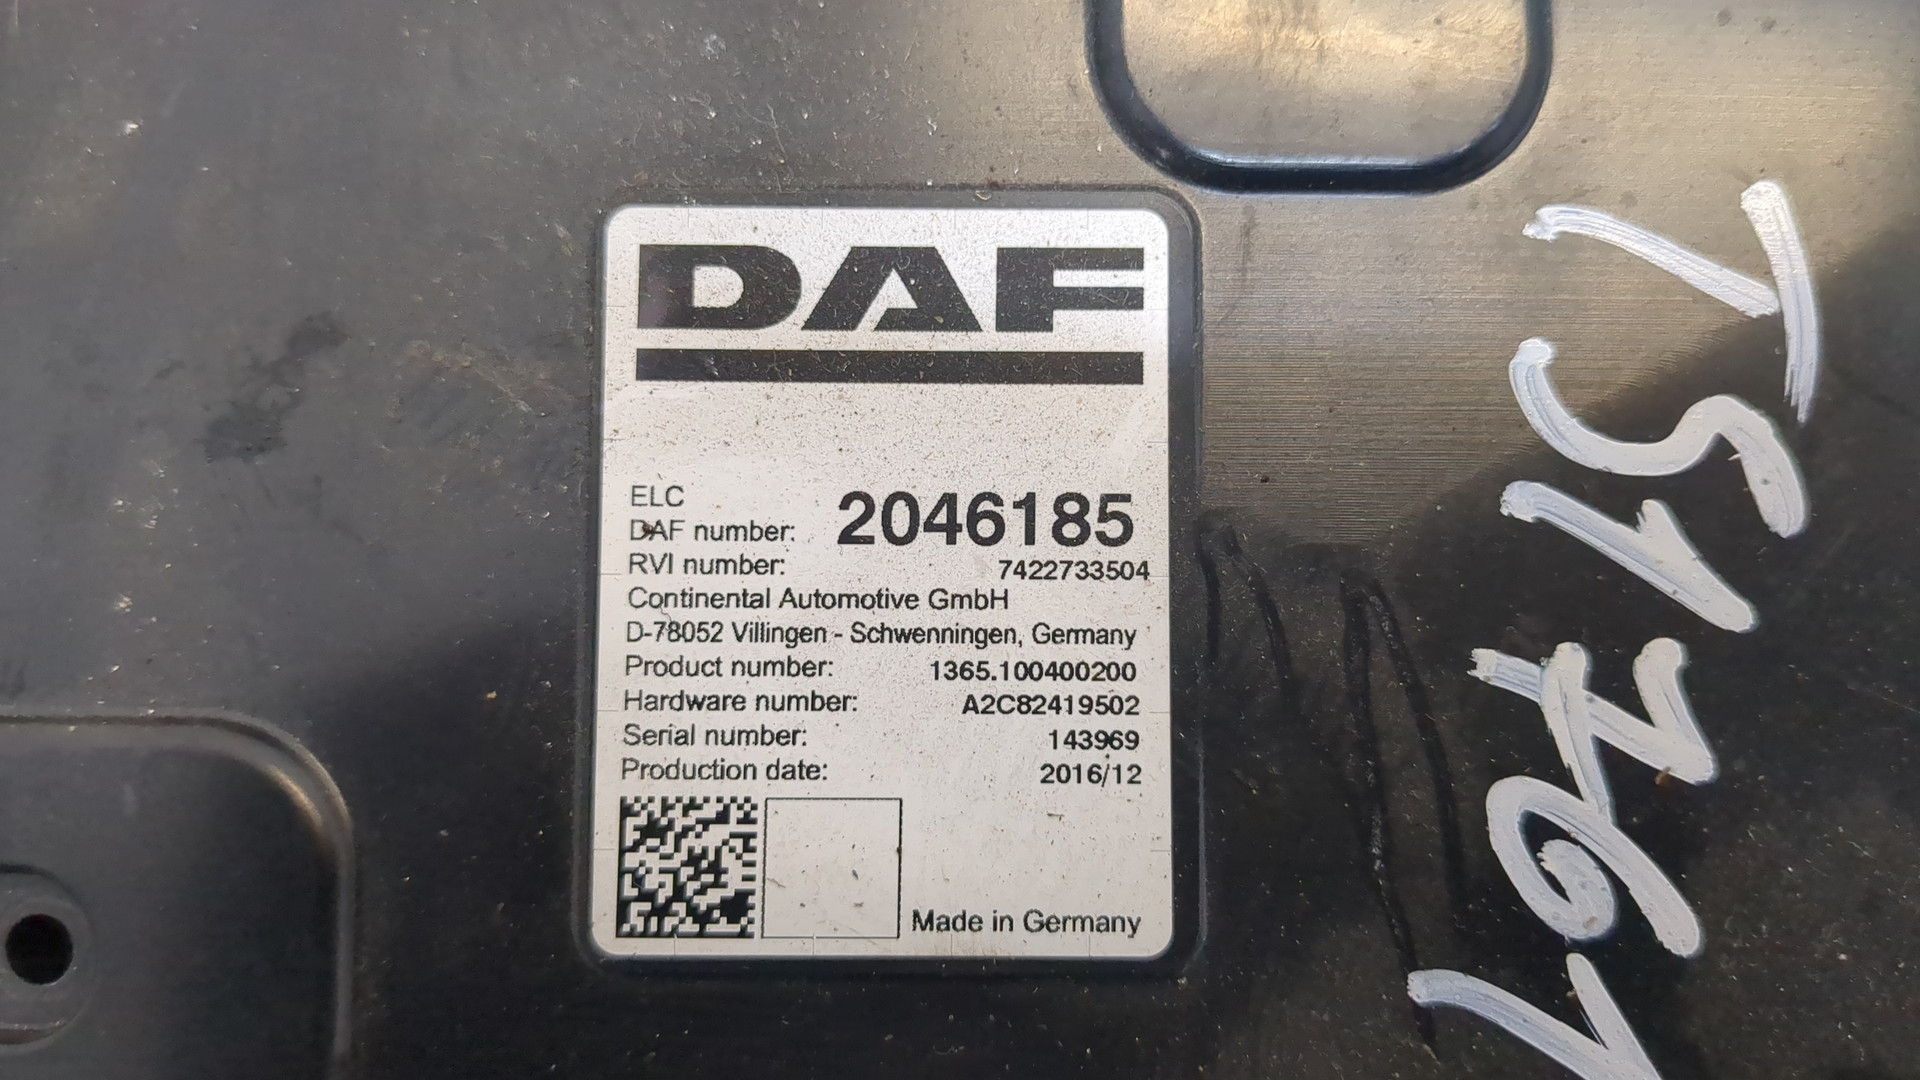 DAF
ELC
DAF number: 2046185
RVI number: 7422733504
Continental Automotive GmbH
D-78052 Villingen - Schwenningen, Germany
Product number: 1365.100400200
Hardware number: A2C82419502
Serial number: 143969
Production date: 2016/12
Made in Germany